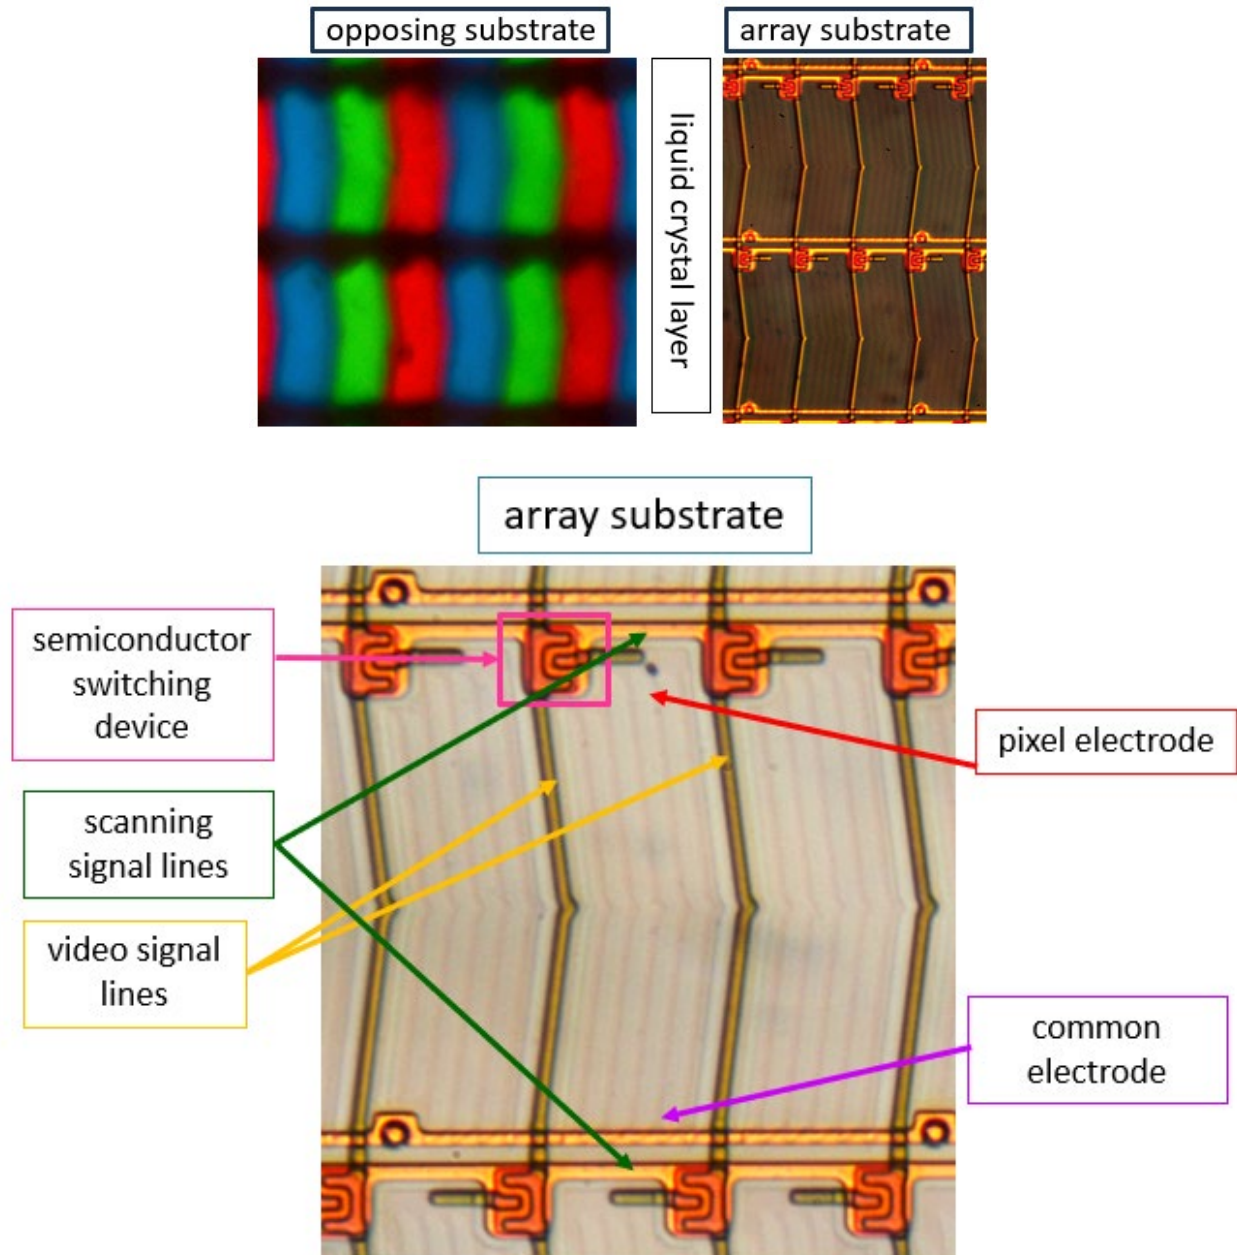 opposing substrate
array substrate
liquid crystal layer
array substrate
semiconductor
switching
device
pixel electrode
scanning
signal lines
video signal
lines
common
electrode